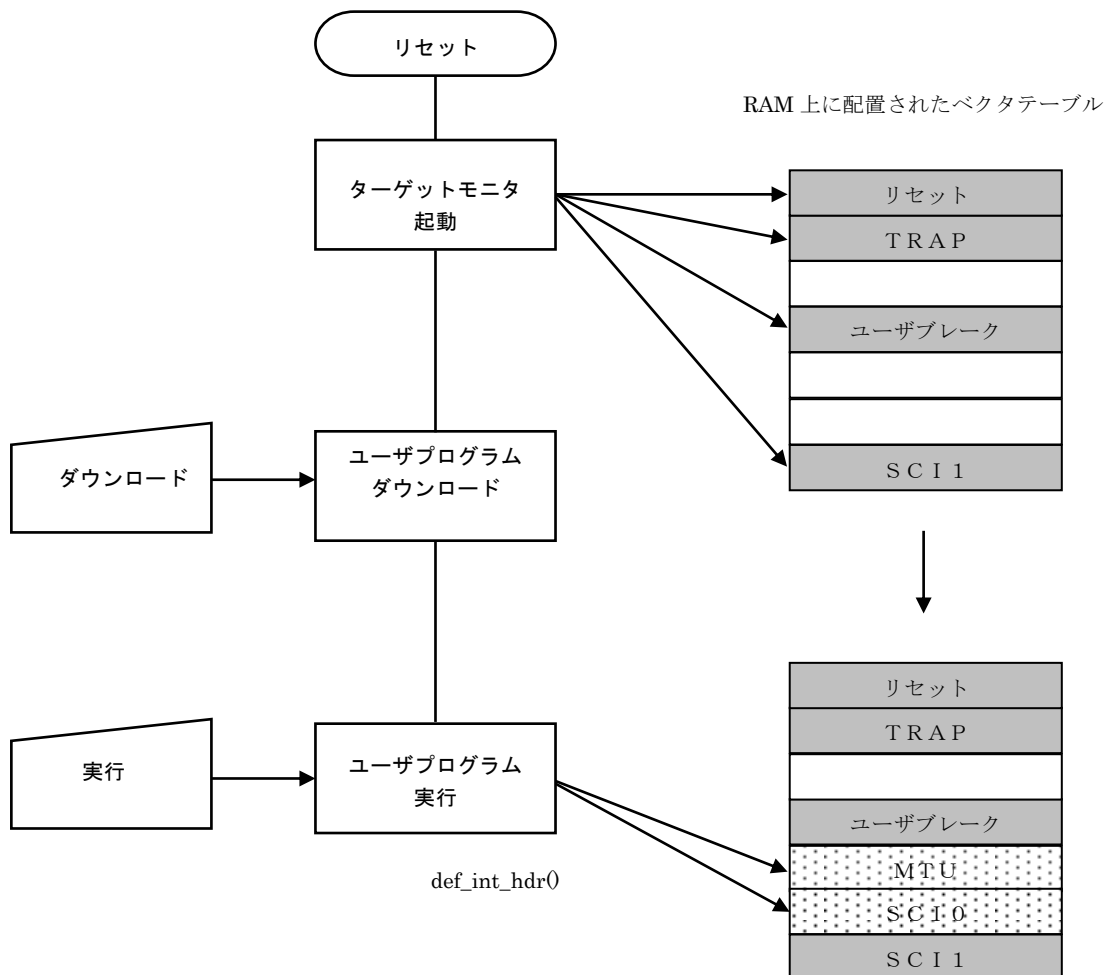 リセット
RAM 上に配置されたベクタテーブル
ターゲットモニタ
起動
リセット
ＴＲＡＰ
ユーザブレーク
ＳＣＩ１
ダウンロード
ユーザプログラム
ダウンロード
実行
ユーザプログラム
実行
def_int_hdr()
リセット
ＴＲＡＰ
ユーザブレーク
ＭＴＵ
ＳＣＩ０
ＳＣＩ１